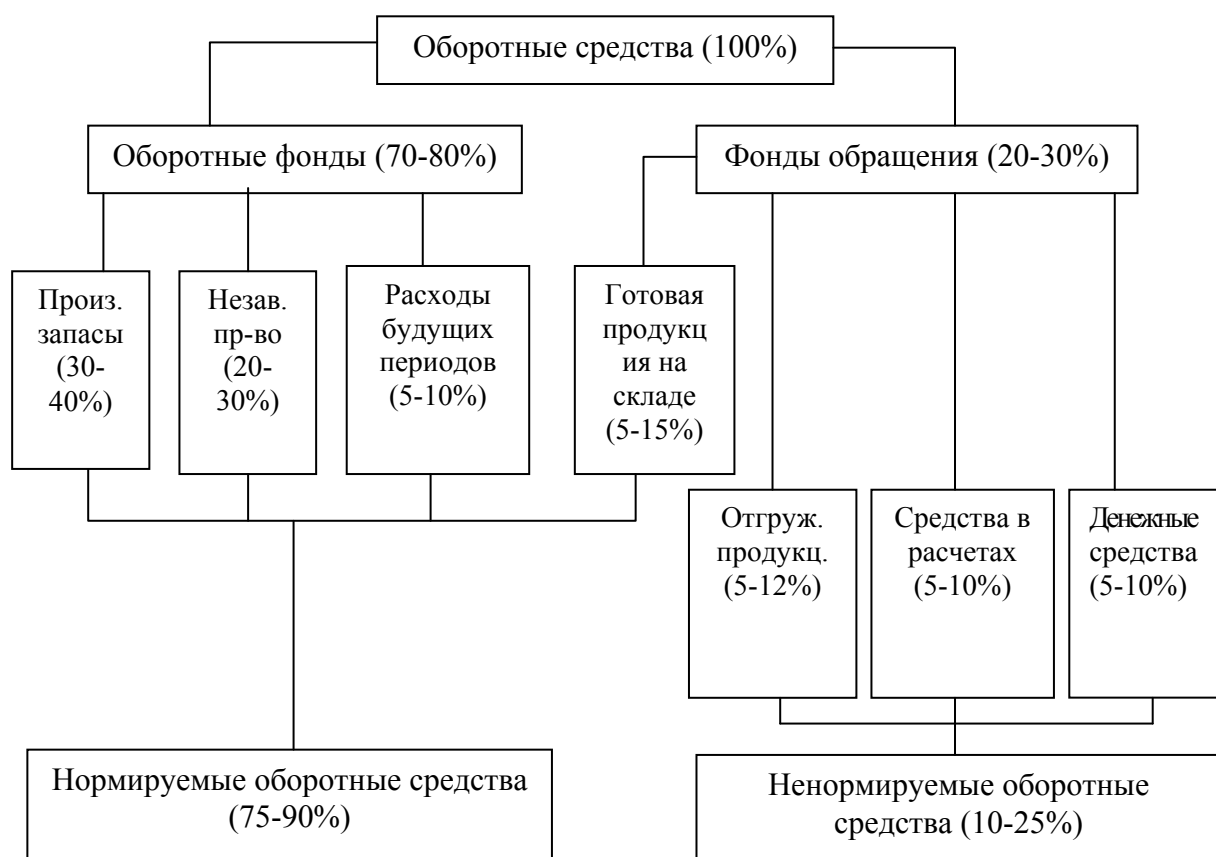 Оборотные средства (100%)
Оборотные фонды (70-80%)
Фонды обращения (20-30%)
Произ.
запасы
(30-
40%)
Незав.
пр-во
(20-
30%)
Расходы
будущих
периодов
(5-10%)
Готовая
продукц
ия на
складе
(5-15%)
Отгруж.
продукц.
(5-12%)
Средства в
расчетах
(5-10%)
Денежные
средства
(5-10%)
Нормируемые оборотные средства
(75-90%)
Ненормируемые оборотные
средства (10-25%)